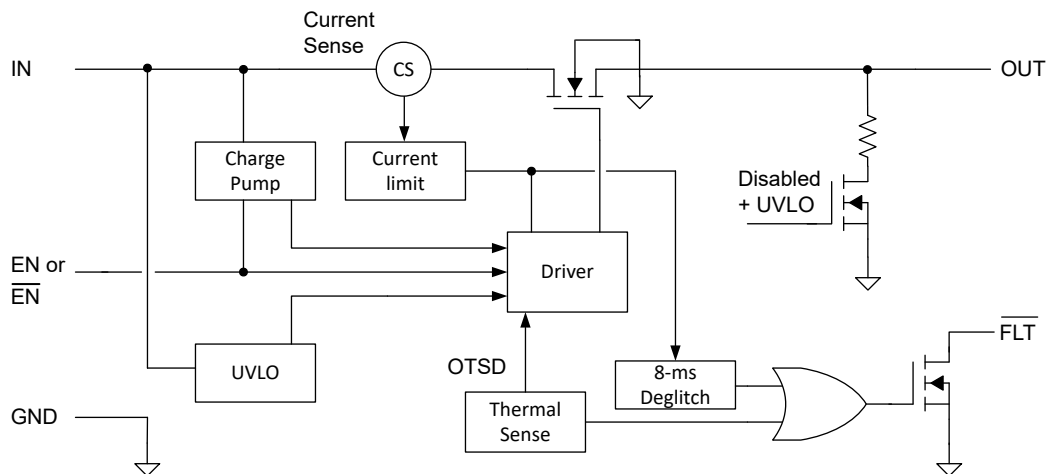 Current
Sense
IN
CS
OUT
Charge
Pump
Current
limit
Disabled
+ UVLO
EN or
EN
Driver
UVLO
OTSD
8-ms
Deglitch
FLT
GND
Thermal
Sense